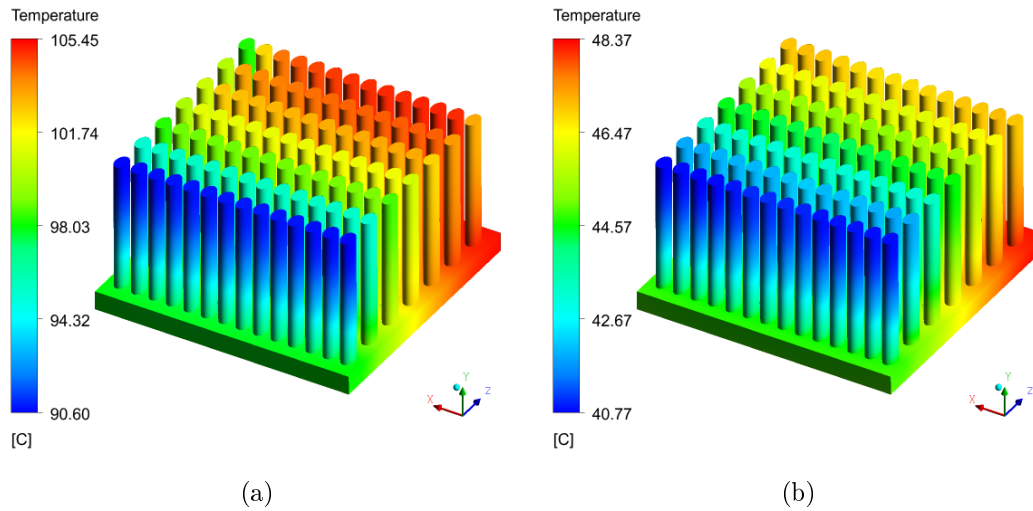 Temperature
105.45
101.74
98.03
94.32
90.60
[C]
X
Y
Z
(a)
Temperature
48.37
46.47
44.57
42.67
40.77
[C]
X
Y
Z
(b)